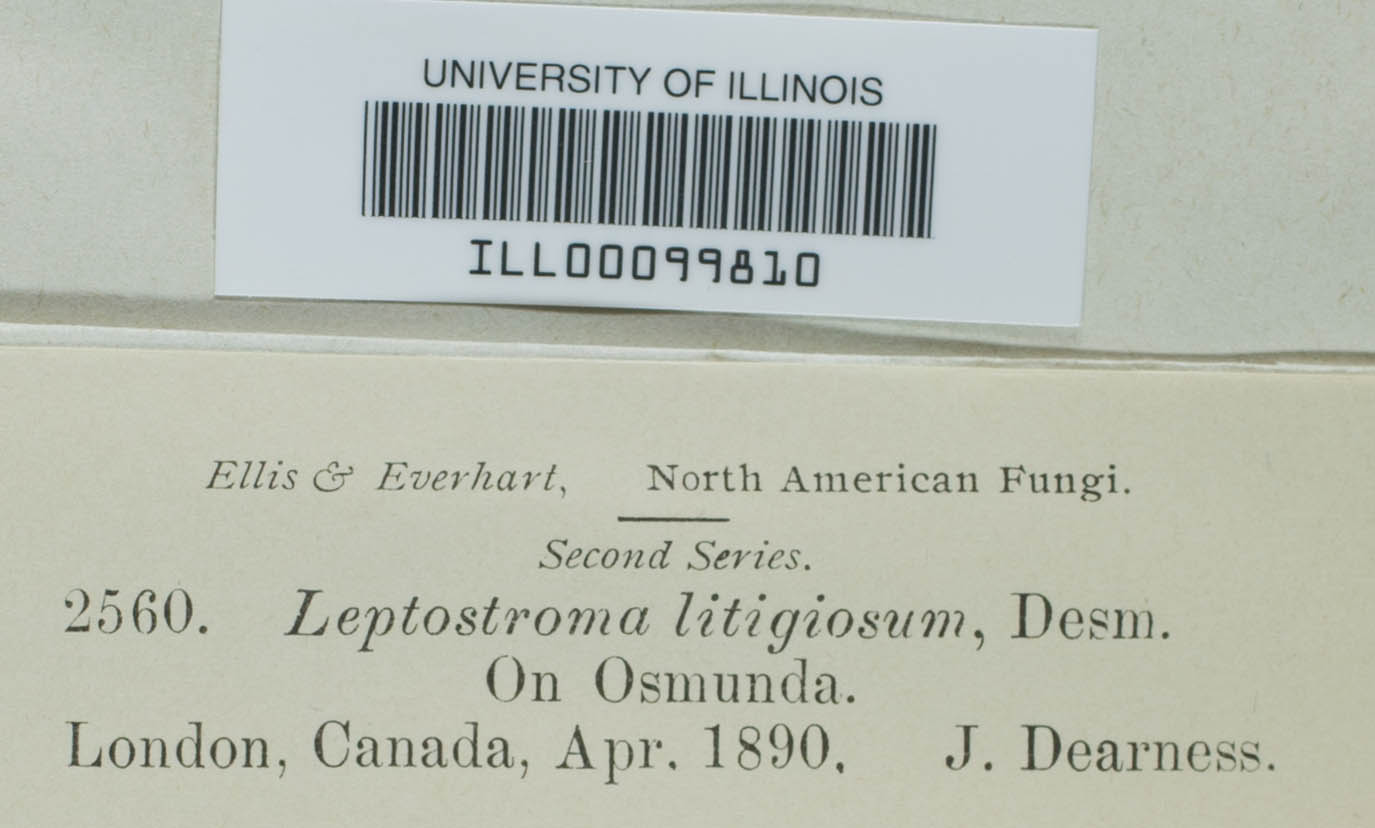 UNIVERSITY OF ILLINOIS
ILL00099810
Ellis & Everhart, North American Fungi.
Second Series.
2560. Leptostroma litigiosum, Desm.
On Osmunda.
London, Canada, Apr. 1890. J. Dearness.